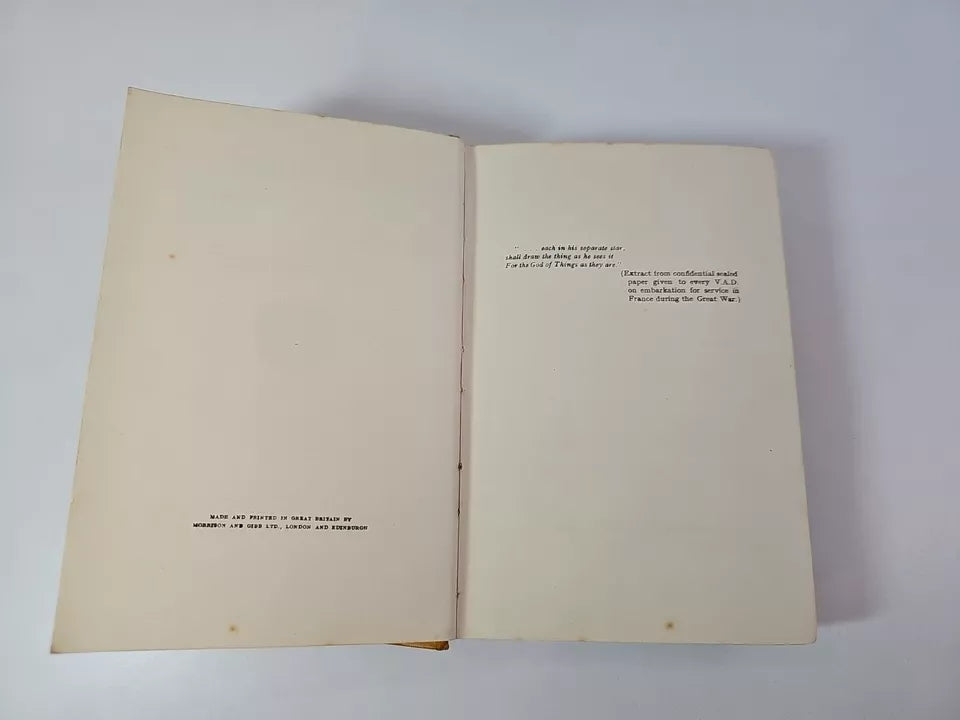 MADE AND PRINTED IN GREAT BRITAIN BY
MORRISON AND GIBB LTD., LONDON AND EDINBURGH
". . . . . each in his separate star,
shall draw the thing as he sees it
For the God of Things as they are."
(Extract from confidential sealed
paper given to every V.A.D.
on embarkation for service in
France during the Great War.)